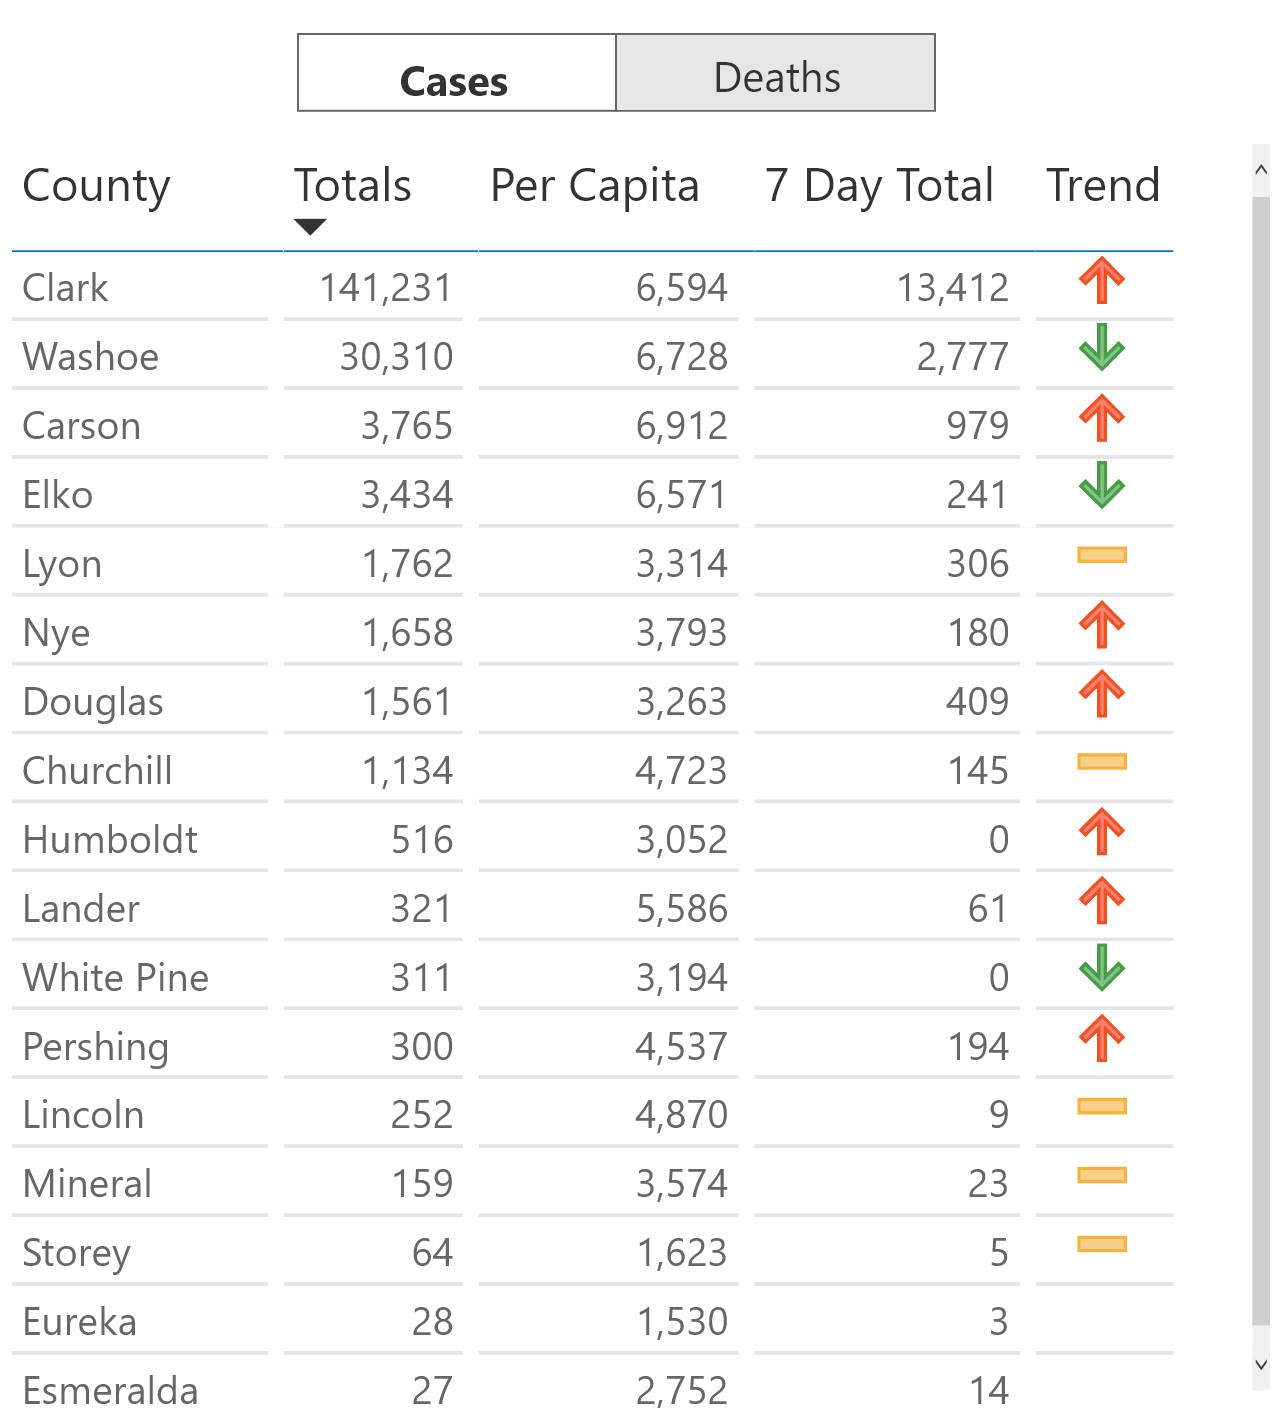 Cases Deaths
County Totals Per Capita 7 Day Total Trend
Clark 141,231 6,594 13,412
Washoe 30,310 6,728 2,777
Carson 3,765 6,912 979
Elko 3,434 6,571 241
Lyon 1,762 3,314 306
Nye 1,658 3,793 180
Douglas 1,561 3,263 409
Churchill 1,134 4,723 145
Humboldt 516 3,052 0
Lander 321 5,586 61
White Pine 311 3,194 0
Pershing 300 4,537 194
Lincoln 252 4,870 9
Mineral 159 3,574 23
Storey 64 1,623 5
Eureka 28 1,530 3
Esmeralda 27 2,752 14